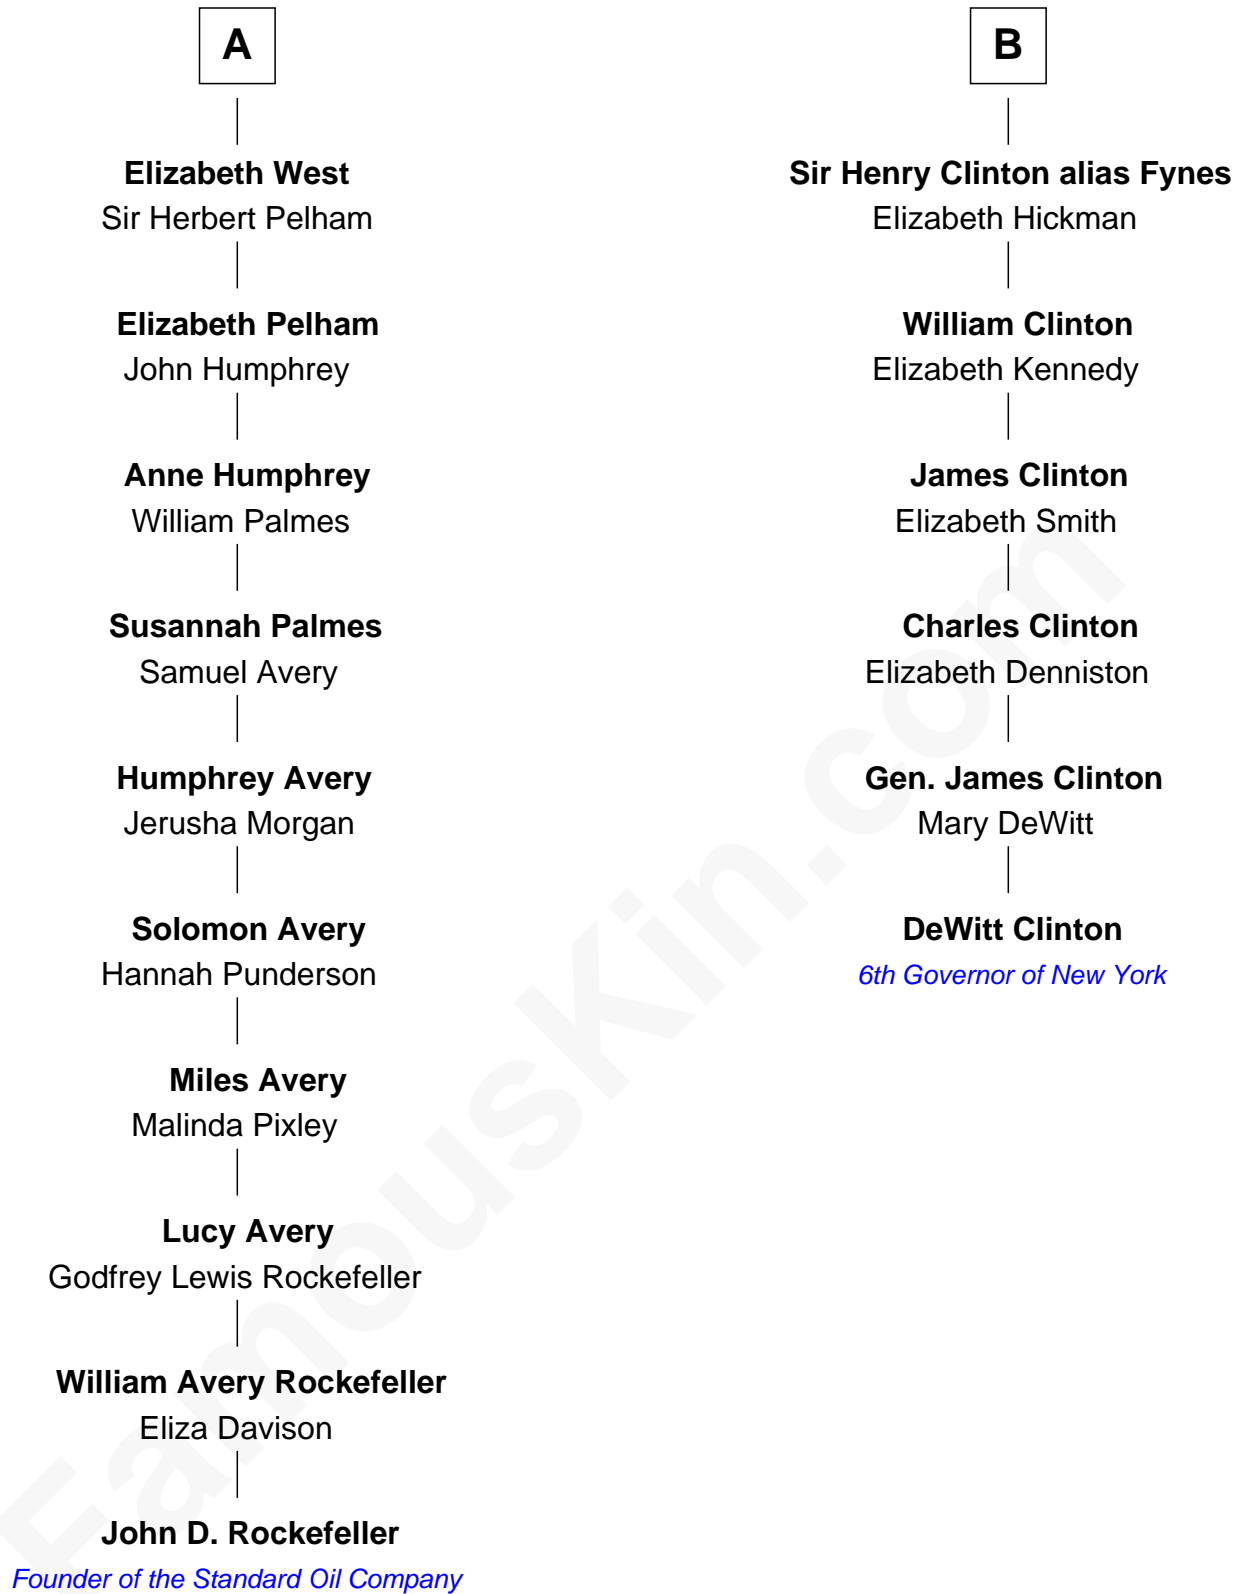 A
Elizabeth West
Sir Herbert Pelham
Elizabeth Pelham
John Humphrey
Anne Humphrey
William Palmes
Susannah Palmes
Samuel Avery
Humphrey Avery
Jerusha Morgan
Solomon Avery
Hannah Punderson
Miles Avery
Malinda Pixley
Lucy Avery
Godfrey Lewis Rockefeller
William Avery Rockefeller
Eliza Davison
John D. Rockefeller
Founder of the Standard Oil Company
B
Sir Henry Clinton alias Fynes
Elizabeth Hickman
William Clinton
Elizabeth Kennedy
James Clinton
Elizabeth Smith
Charles Clinton
Elizabeth Denniston
Gen. James Clinton
Mary DeWitt
DeWitt Clinton
6th Governor of New York
FamousKin.com